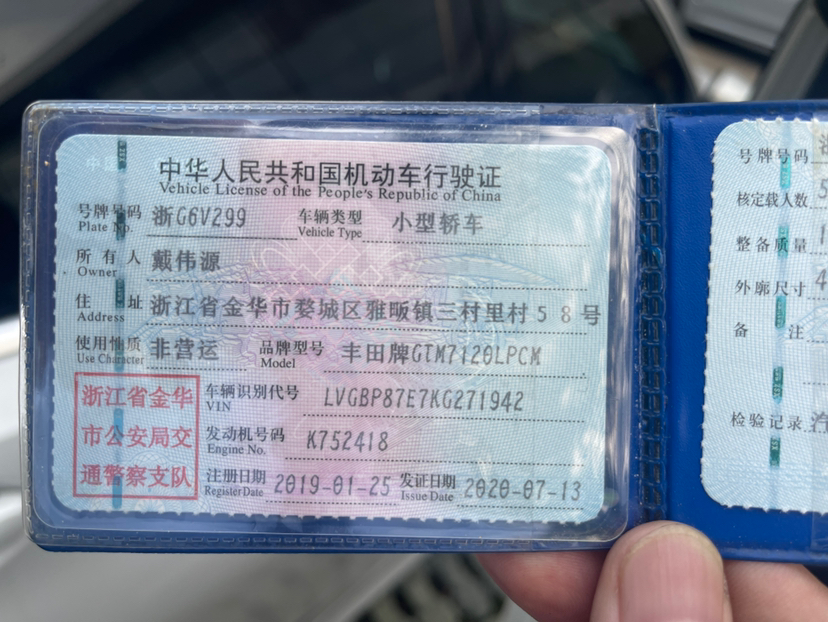 中华人民共和国机动车行驶证
Vehicle License of the People's Republic of China
号牌号码 浙G6V299 车辆类型 小型轿车
Plate No. Vehicle Type
所有人 戴伟源
Owner
住址 浙江省金华市婺城区雅畈镇三村里村58号
Address
使用性质 非营运 品牌型号 丰田牌GTM7120LPCM
Use Character Model
浙江省金华
市公安局交
通警察支队
车辆识别代号 LVGBP87E7KG271942
VIN
发动机号码 K752418
Engine No.
注册日期 2019-01-25 发证日期 2020-07-13
Register Date Issue Date
号牌号码
核定载人数 5
整备质量 1
外廓尺寸 4
备注
检验记录